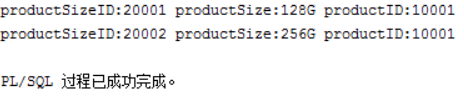 productSizeID:20001 productSize:128G productID:10001
productSizeID:20002 productSize:256G productID:10001
PL/SQL 过程已成功完成。